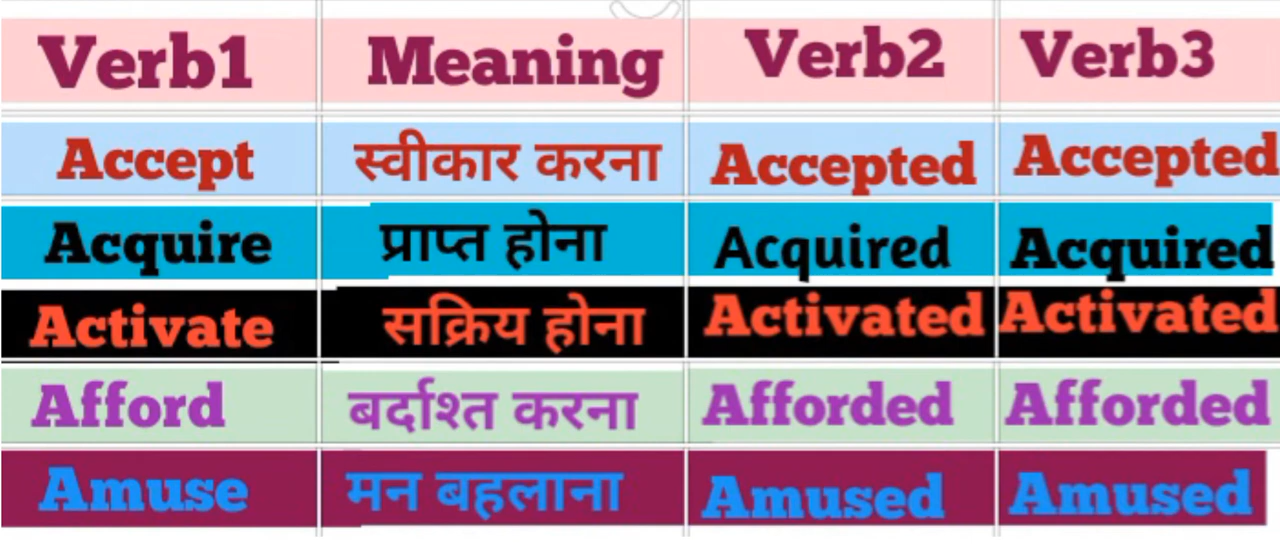 Verb1 Meaning Verb2 Verb3
Accept स्वीकार करना Accepted Accepted
Acquire प्राप्त होना Acquired Acquired
Activate सक्रिय होना Activated Activated
Afford बर्दाश्त करना Afforded Afforded
Amuse मन बहलाना Amused Amused